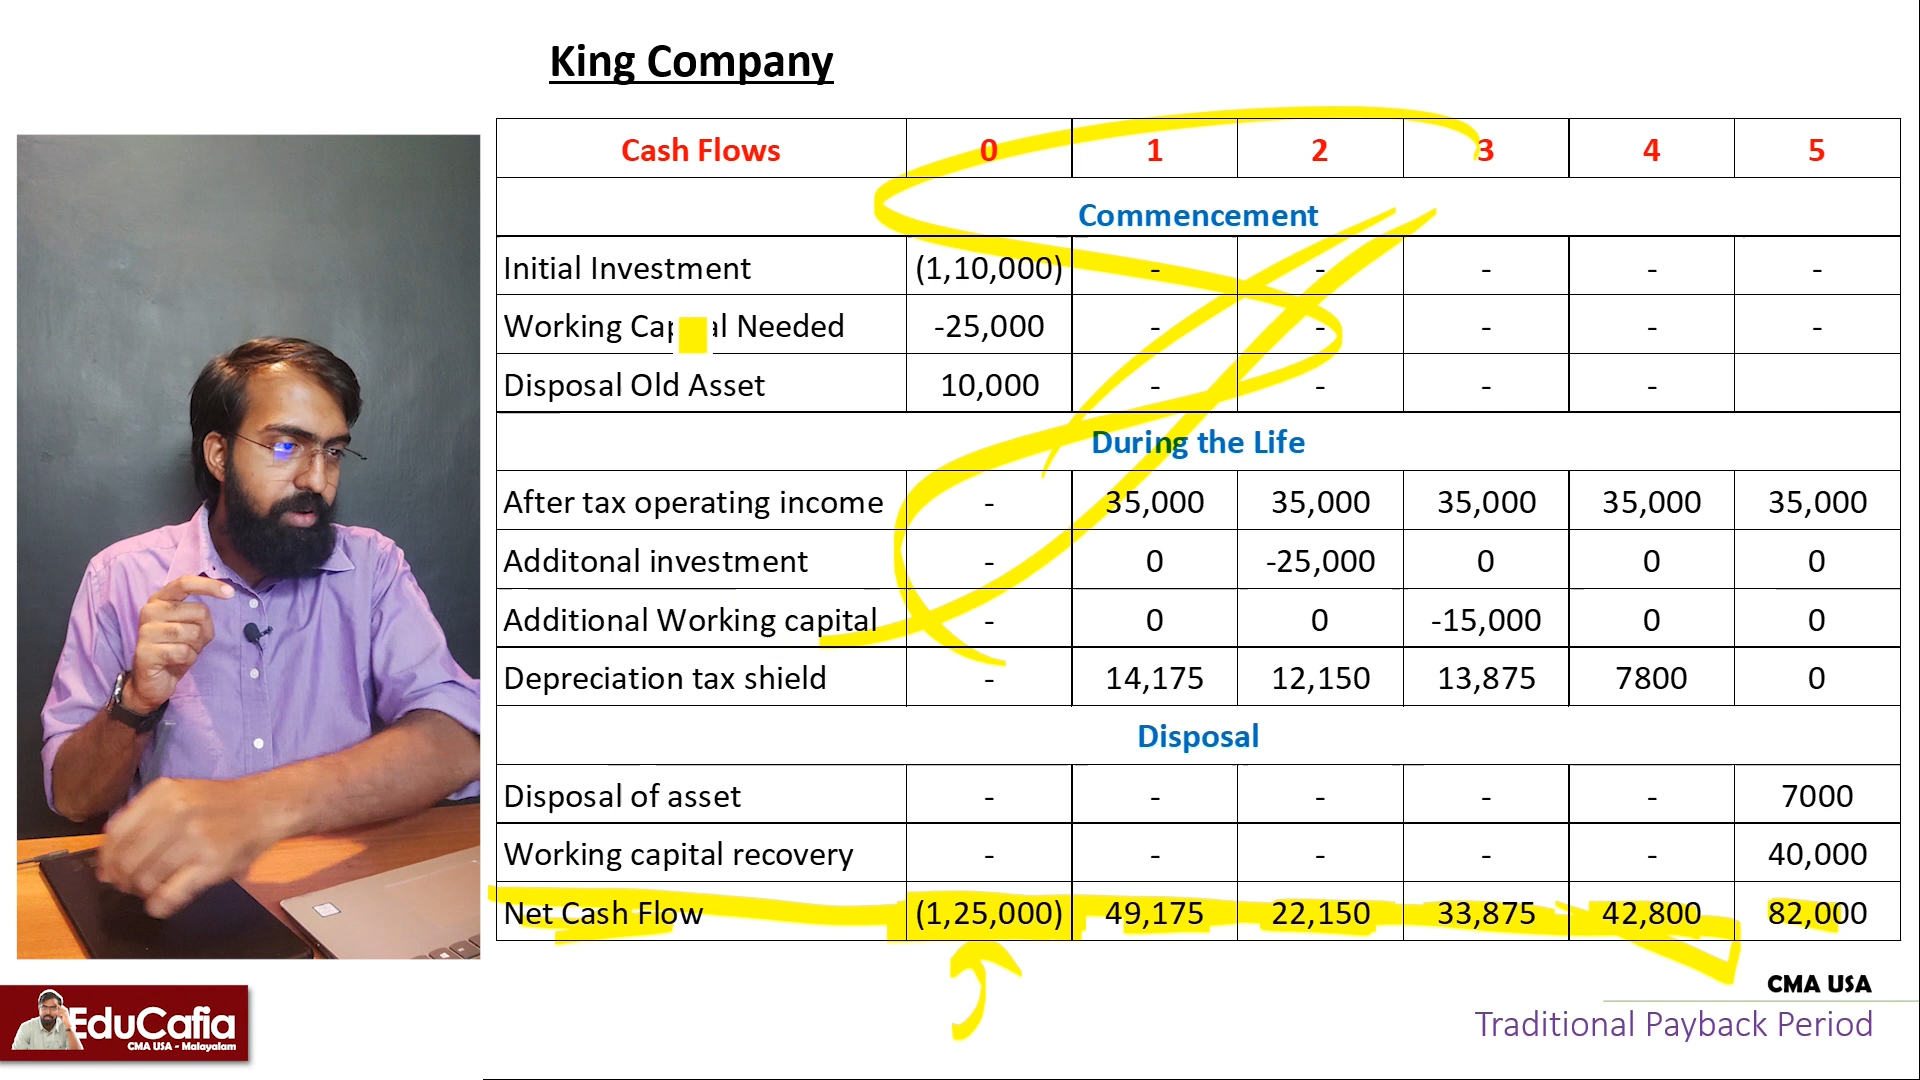 King Company
Cash Flows 0 1 2 3 4 5
Commencement
Initial Investment (1,10,000) - - - - -
Working Cap al Needed -25,000 - - - - -
Disposal Old Asset 10,000 - - - -
During the Life
After tax operating income - 35,000 35,000 35,000 35,000 35,000
Additonal investment - 0 -25,000 0 0 0
Additional Working capital - 0 0 -15,000 0 0
Depreciation tax shield - 14,175 12,150 13,875 7800 0
Disposal
Disposal of asset - - - - - 7000
Working capital recovery - - - - - 40,000
Net Cash Flow (1,25,000) 49,175 22,150 33,875 42,800 82,000
CMA USA
Traditional Payback Period
EduCafia
CMA USA - Malayalam